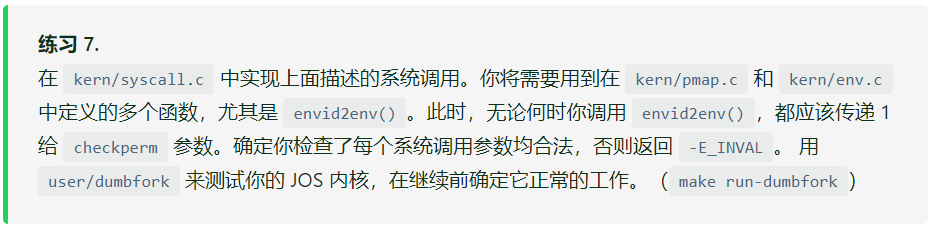 练习 7.
在 kern/syscall.c 中实现上面描述的系统调用。你将需要用到在 kern/pmap.c 和 kern/env.c
中定义的多个函数，尤其是 envid2env() 。此时，无论何时你调用 envid2env() ，都应该传递 1
给 checkperm 参数。确定你检查了每个系统调用参数均合法，否则返回 -E_INVAL 。 用
user/dumbfork 来测试你的 JOS 内核，在继续前确定它正常的工作。（ make run-dumbfork ）